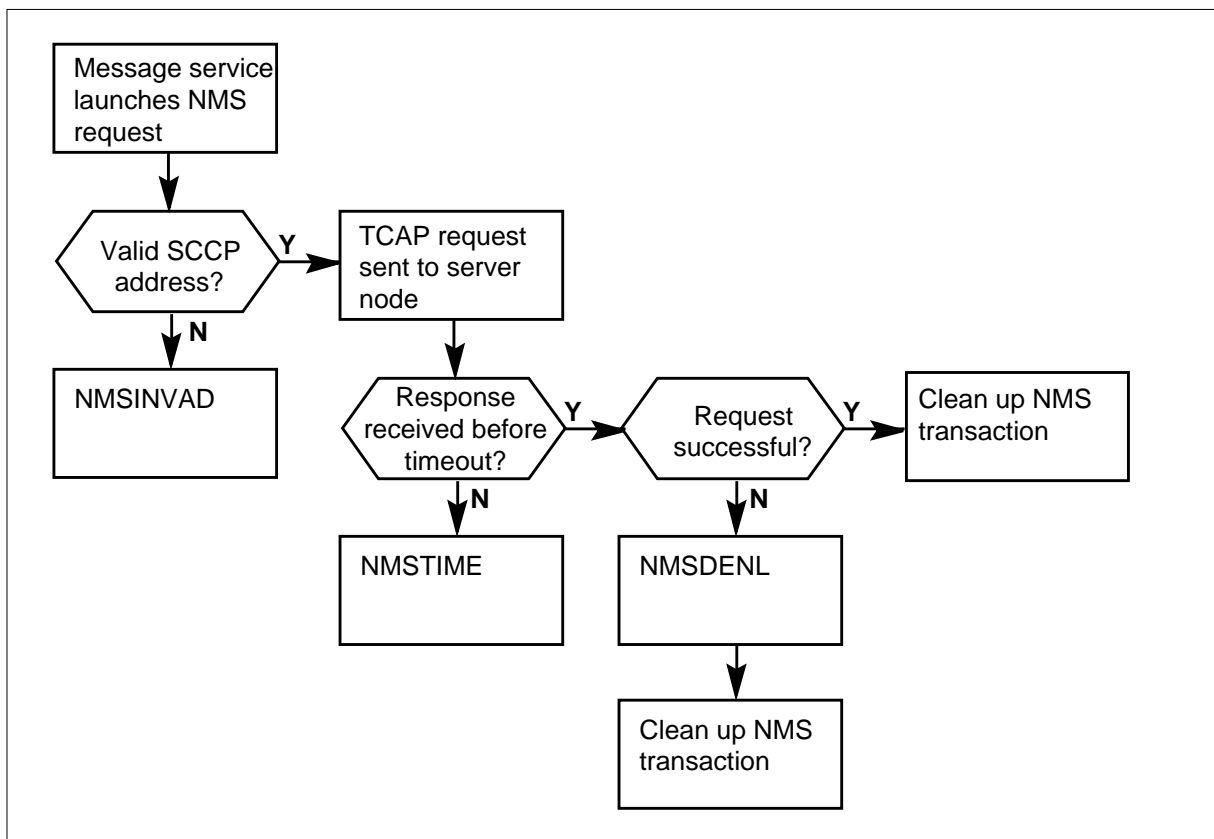 Message service
launches NMS
request
Valid SCCP
address?
Y
TCAP request
sent to server
node
N
NMSINVAD
Response
received before
timeout?
Y
Request
successful?
Y
Clean up NMS
transaction
N
NMSTIME
N
NMSDENL
Clean up NMS
transaction